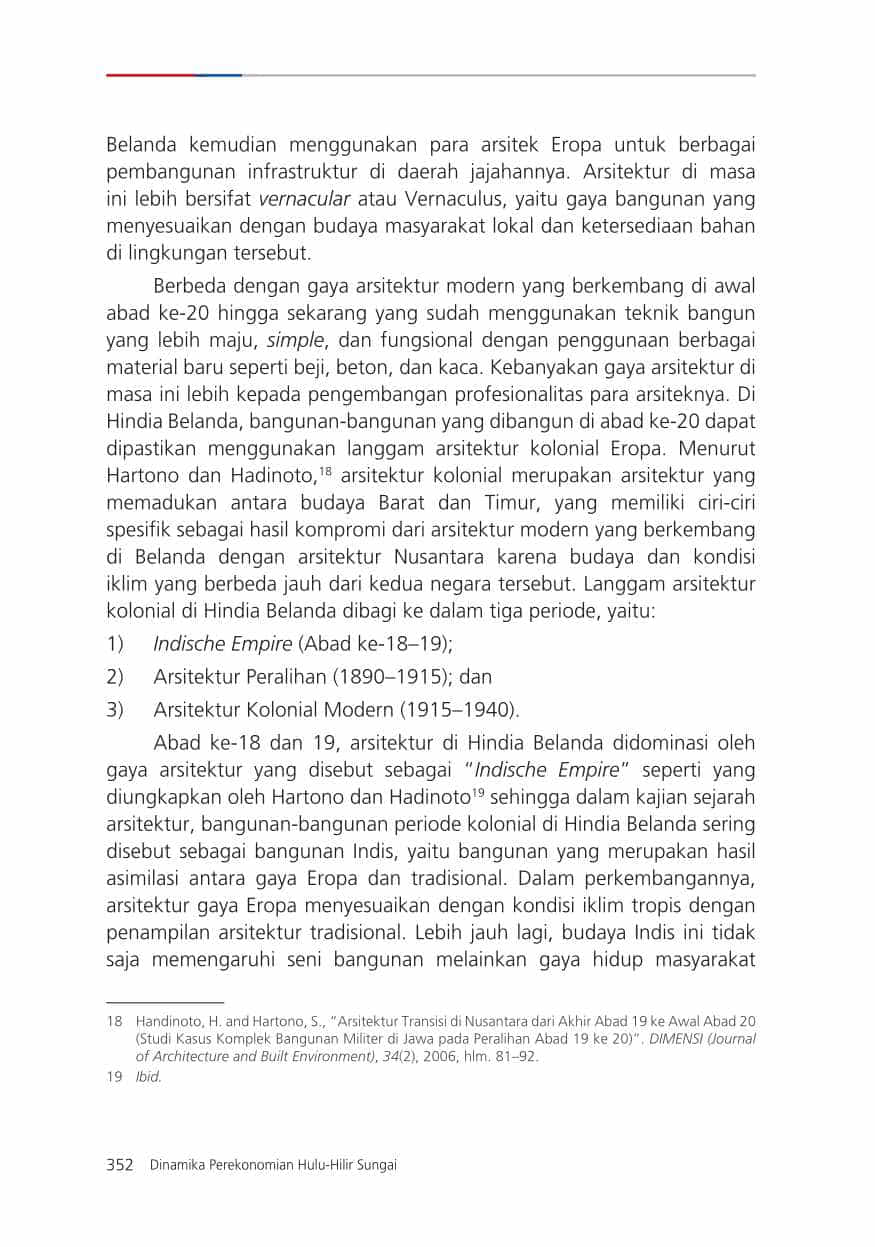 Belanda kemudian menggunakan para arsitek Eropa untuk berbagai
pembangunan infrastruktur di daerah jajahannya. Arsitektur di masa
ini lebih bersifat vernacular atau Vernaculus, yaitu gaya bangunan yang
menyesuaikan dengan budaya masyarakat lokal dan ketersediaan bahan
di lingkungan tersebut.
Berbeda dengan gaya arsitektur modern yang berkembang di awal
abad ke-20 hingga sekarang yang sudah menggunakan teknik bangun
yang lebih maju, simple, dan fungsional dengan penggunaan berbagai
material baru seperti beji, beton, dan kaca. Kebanyakan gaya arsitektur di
masa ini lebih kepada pengembangan profesionalitas para arsiteknya. Di
Hindia Belanda, bangunan-bangunan yang dibangun di abad ke-20 dapat
dipastikan menggunakan langgam arsitektur kolonial Eropa. Menurut
Hartono dan Hadinoto,18 arsitektur kolonial merupakan arsitektur yang
memadukan antara budaya Barat dan Timur, yang memiliki ciri-ciri
spesifik sebagai hasil kompromi dari arsitektur modern yang berkembang
di Belanda dengan arsitektur Nusantara karena budaya dan kondisi
iklim yang berbeda jauh dari kedua negara tersebut. Langgam arsitektur
kolonial di Hindia Belanda dibagi ke dalam tiga periode, yaitu:
1) Indische Empire (Abad ke-18–19);
2) Arsitektur Peralihan (1890–1915); dan
3) Arsitektur Kolonial Modern (1915–1940).
Abad ke-18 dan 19, arsitektur di Hindia Belanda didominasi oleh
gaya arsitektur yang disebut sebagai “Indische Empire” seperti yang
diungkapkan oleh Hartono dan Hadinoto19 sehingga dalam kajian sejarah
arsitektur, bangunan-bangunan periode kolonial di Hindia Belanda sering
disebut sebagai bangunan Indis, yaitu bangunan yang merupakan hasil
asimilasi antara gaya Eropa dan tradisional. Dalam perkembangannya,
arsitektur gaya Eropa menyesuaikan dengan kondisi iklim tropis dengan
penampilan arsitektur tradisional. Lebih jauh lagi, budaya Indis ini tidak
saja memengaruhi seni bangunan melainkan gaya hidup masyarakat
18 Handinoto, H. and Hartono, S., “Arsitektur Transisi di Nusantara dari Akhir Abad 19 ke Awal Abad 20
(Studi Kasus Komplek Bangunan Militer di Jawa pada Peralihan Abad 19 ke 20)”. DIMENSI (Journal
of Architecture and Built Environment), 34(2), 2006, hlm. 81–92.
19 Ibid.
352 Dinamika Perekonomian Hulu-Hilir Sungai